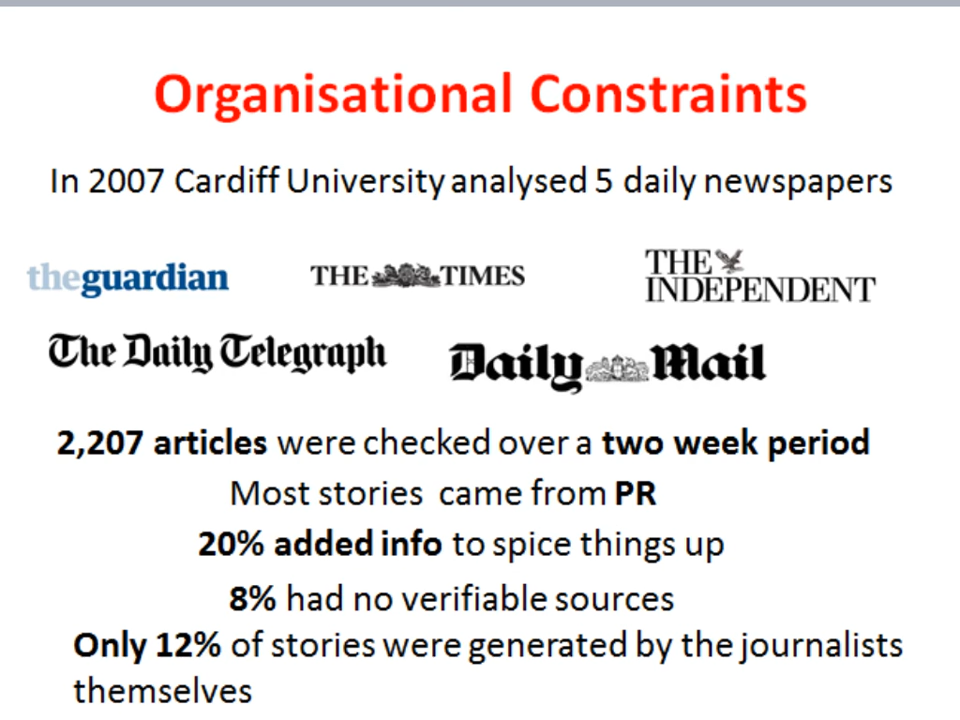 Organisational Constraints
In 2007 Cardiff University analysed 5 daily newspapers
theguardian
THE TIMES
THE
INDEPENDENT
The Daily Telegraph
Daily Mail
2,207 articles were checked over a two week period
Most stories came from PR
20% added info to spice things up
8% had no verifiable sources
Only 12% of stories were generated by the journalists
themselves